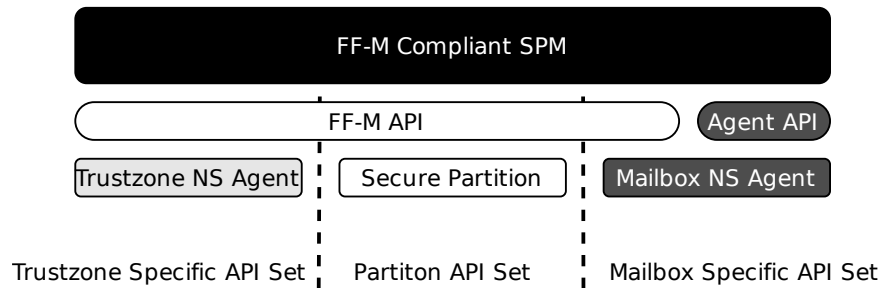 FF-M Compliant SPM
FF-M API
Agent API
Trustzone NS Agent
Secure Partition
Mailbox NS Agent
Trustzone Specific API Set
Partiton API Set
Mailbox Specific API Set